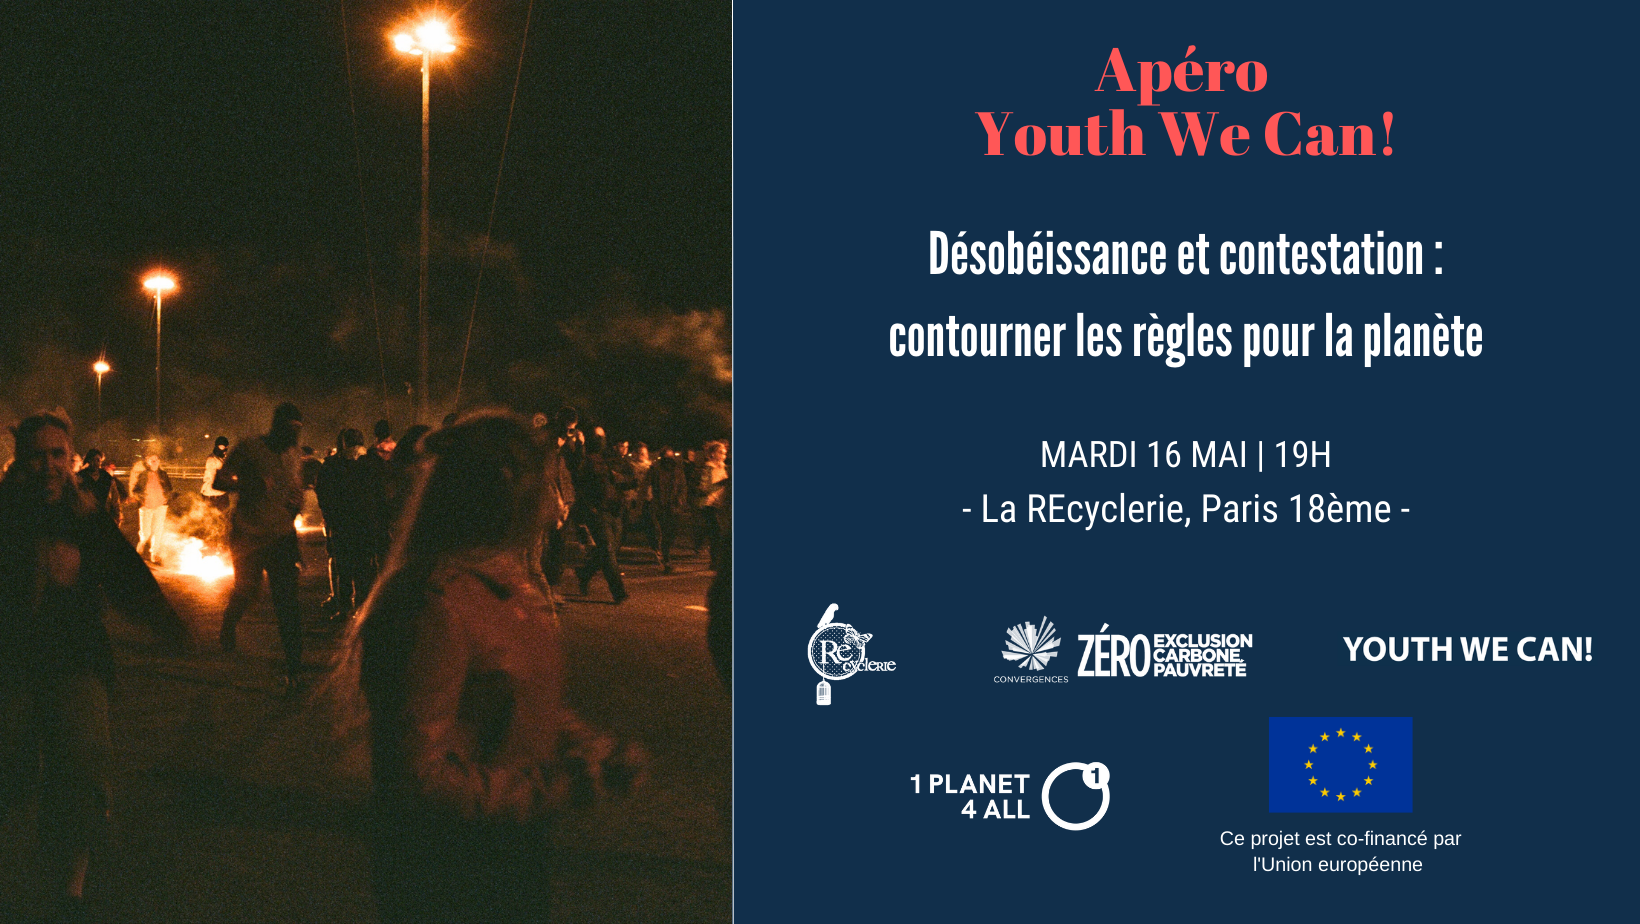 Apéro
Youth We Can!
Désobéissance et contestation :
contourner les règles pour la planète
MARDI 16 MAI | 19H
- La REcyclerie, Paris 18ème -
REcyclerie
CONVERGENCES
ZÉRO
EXCLUSION
CARBONE,
PAUVRETÉ
YOUTH WE CAN!
1 PLANET
4 ALL
1
Ce projet est co-financé par
l'Union européenne